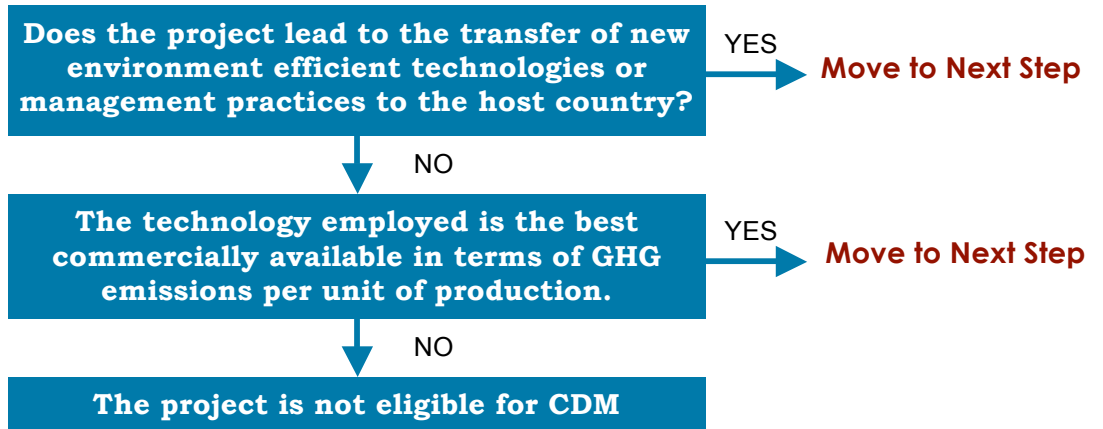 Does the project lead to the transfer of new
environment efficient technologies or
management practices to the host country?
YES
Move to Next Step
NO
The technology employed is the best
commercially available in terms of GHG
emissions per unit of production.
YES
Move to Next Step
NO
The project is not eligible for CDM